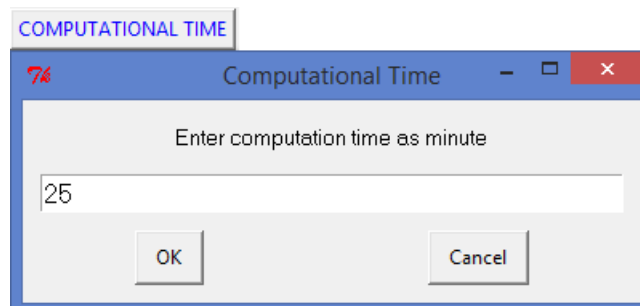 COMPUTATIONAL TIME
Computational Time
Enter computation time as minute
25
OK
Cancel